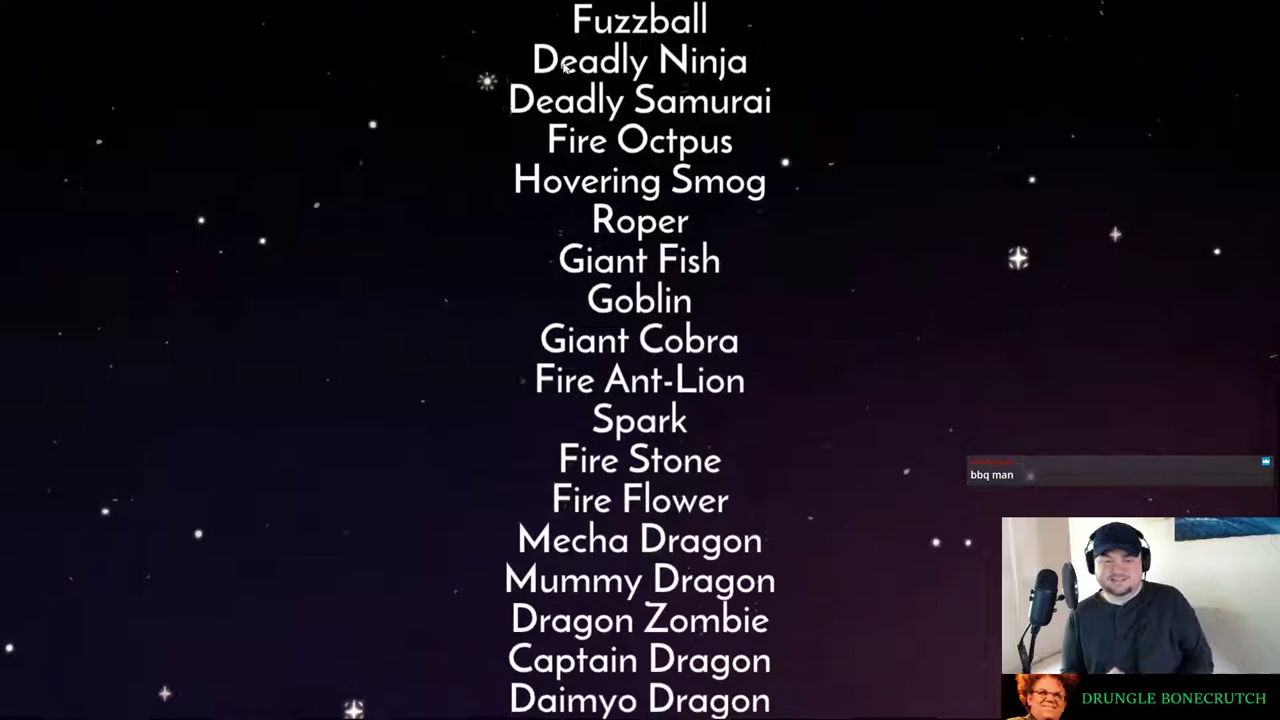 Fuzzball
Deadly Ninja
Deadly Samurai
Fire Octpus
Hovering Smog
Roper
Giant Fish
Goblin
Giant Cobra
Fire Ant-Lion
Spark
Fire Stone
Fire Flower
Mecha Dragon
Mummy Dragon
Dragon Zombie
Captain Dragon
Daimyo Dragon
bbq man
DRUNGLE BONECRUTCH